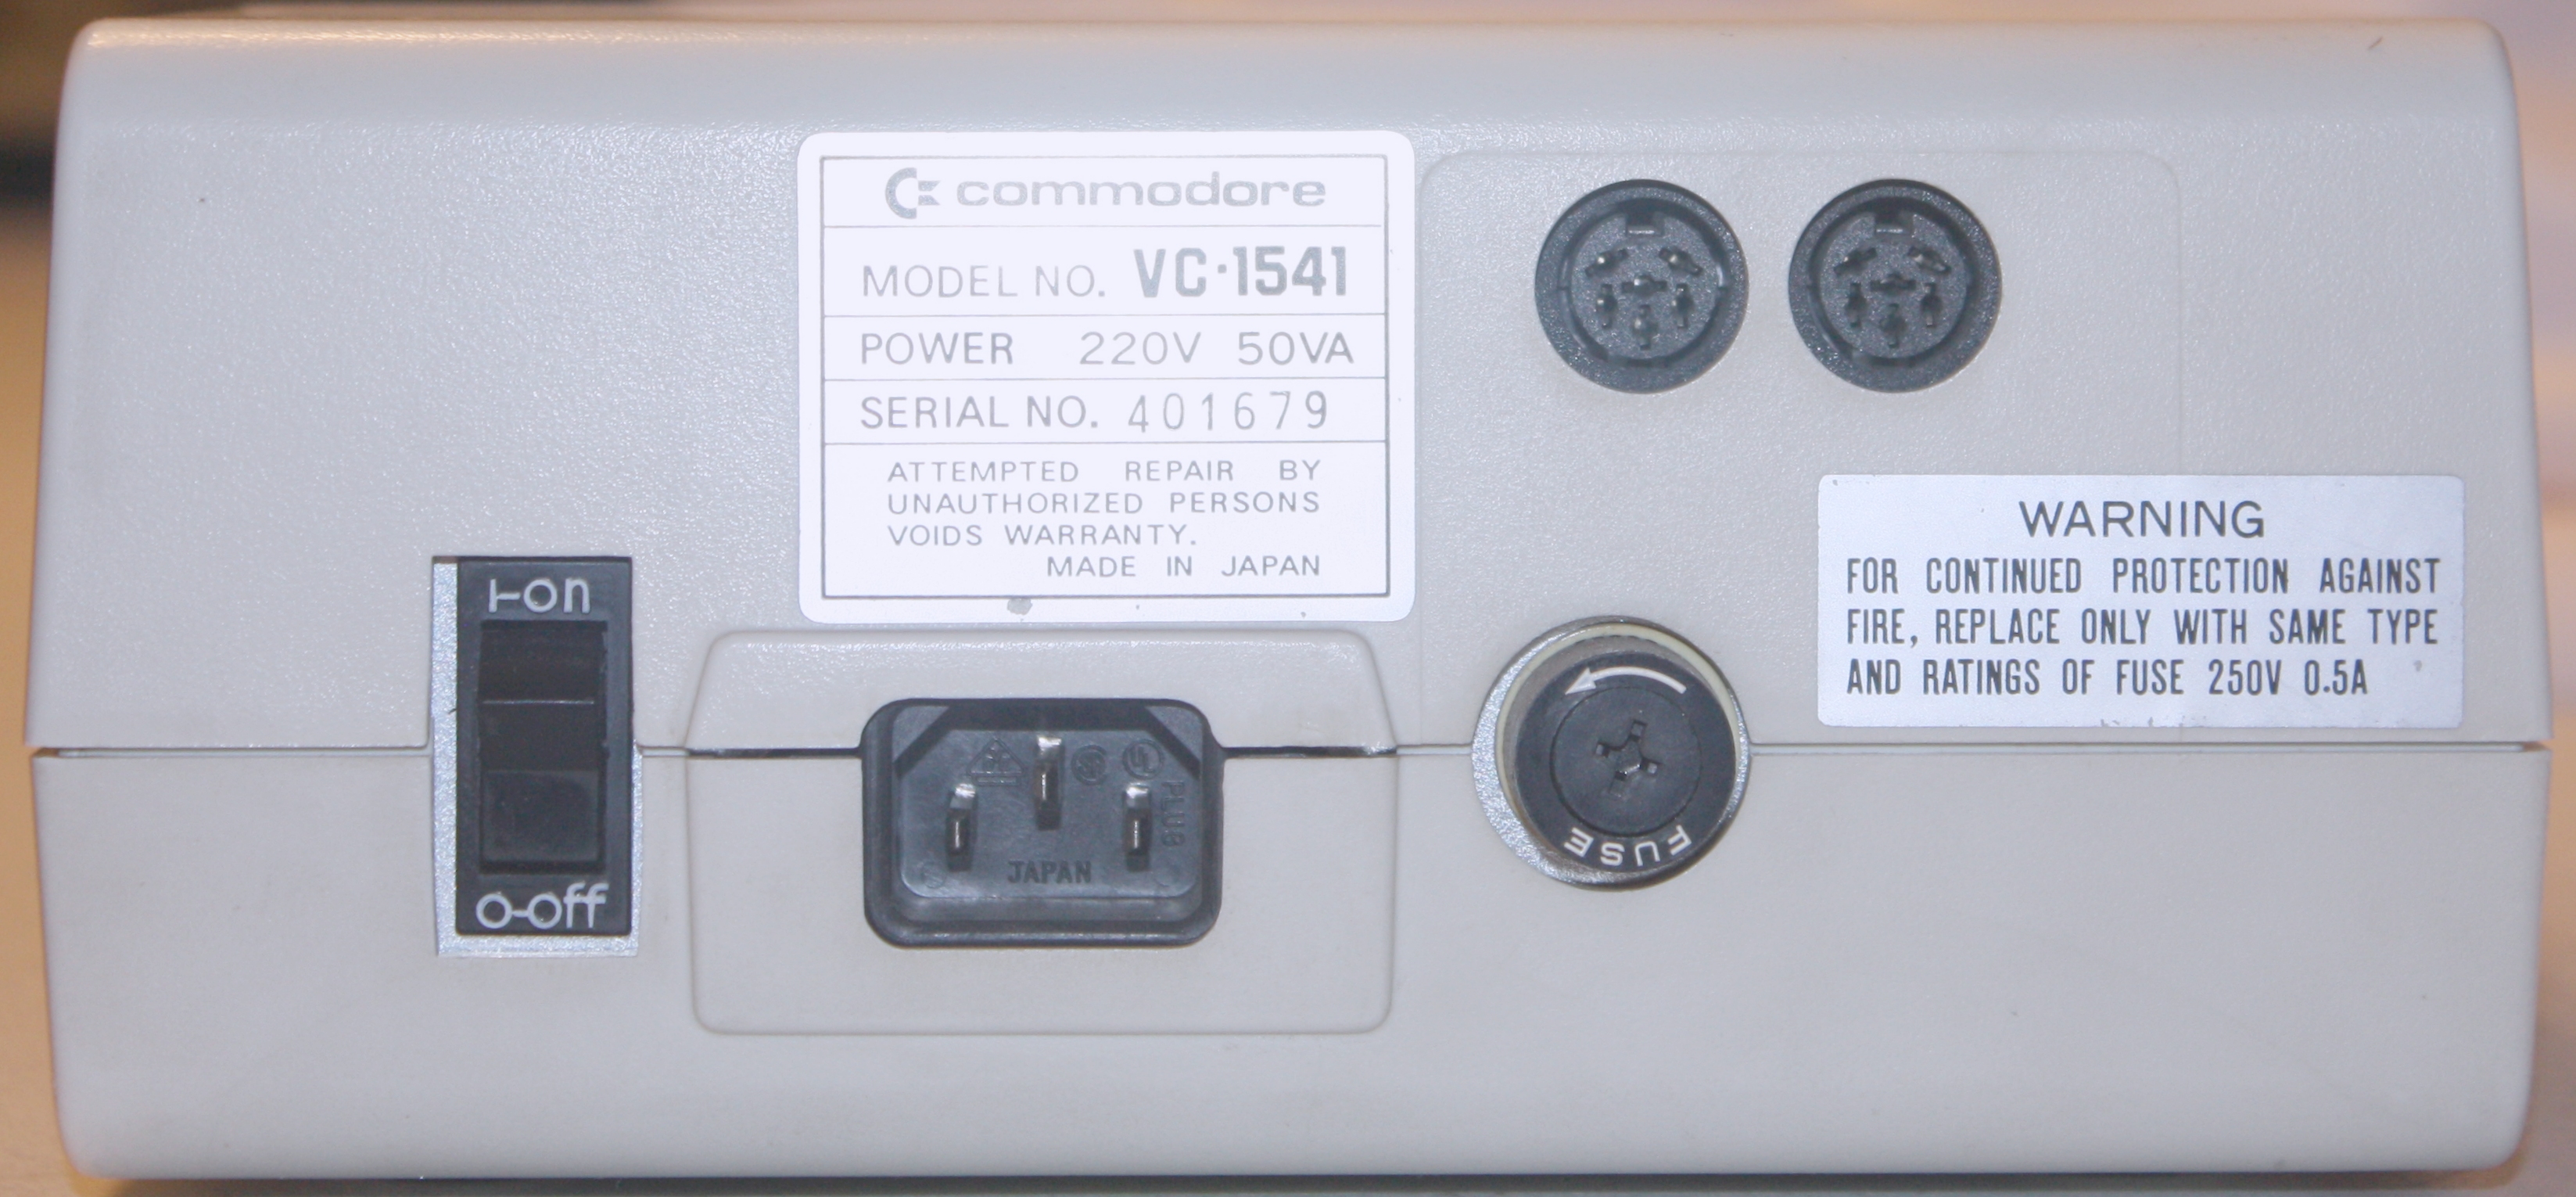 commodore
MODEL NO. VC·1541
POWER 220V 50VA
SERIAL NO. 401679
ATTEMPTED REPAIR BY
UNAUTHORIZED PERSONS
VOIDS WARRANTY.
MADE IN JAPAN
WARNING
FOR CONTINUED PROTECTION AGAINST
FIRE, REPLACE ONLY WITH SAME TYPE
AND RATINGS OF FUSE 250V 0.5A
I-on
O-off
JAPAN
FUSE